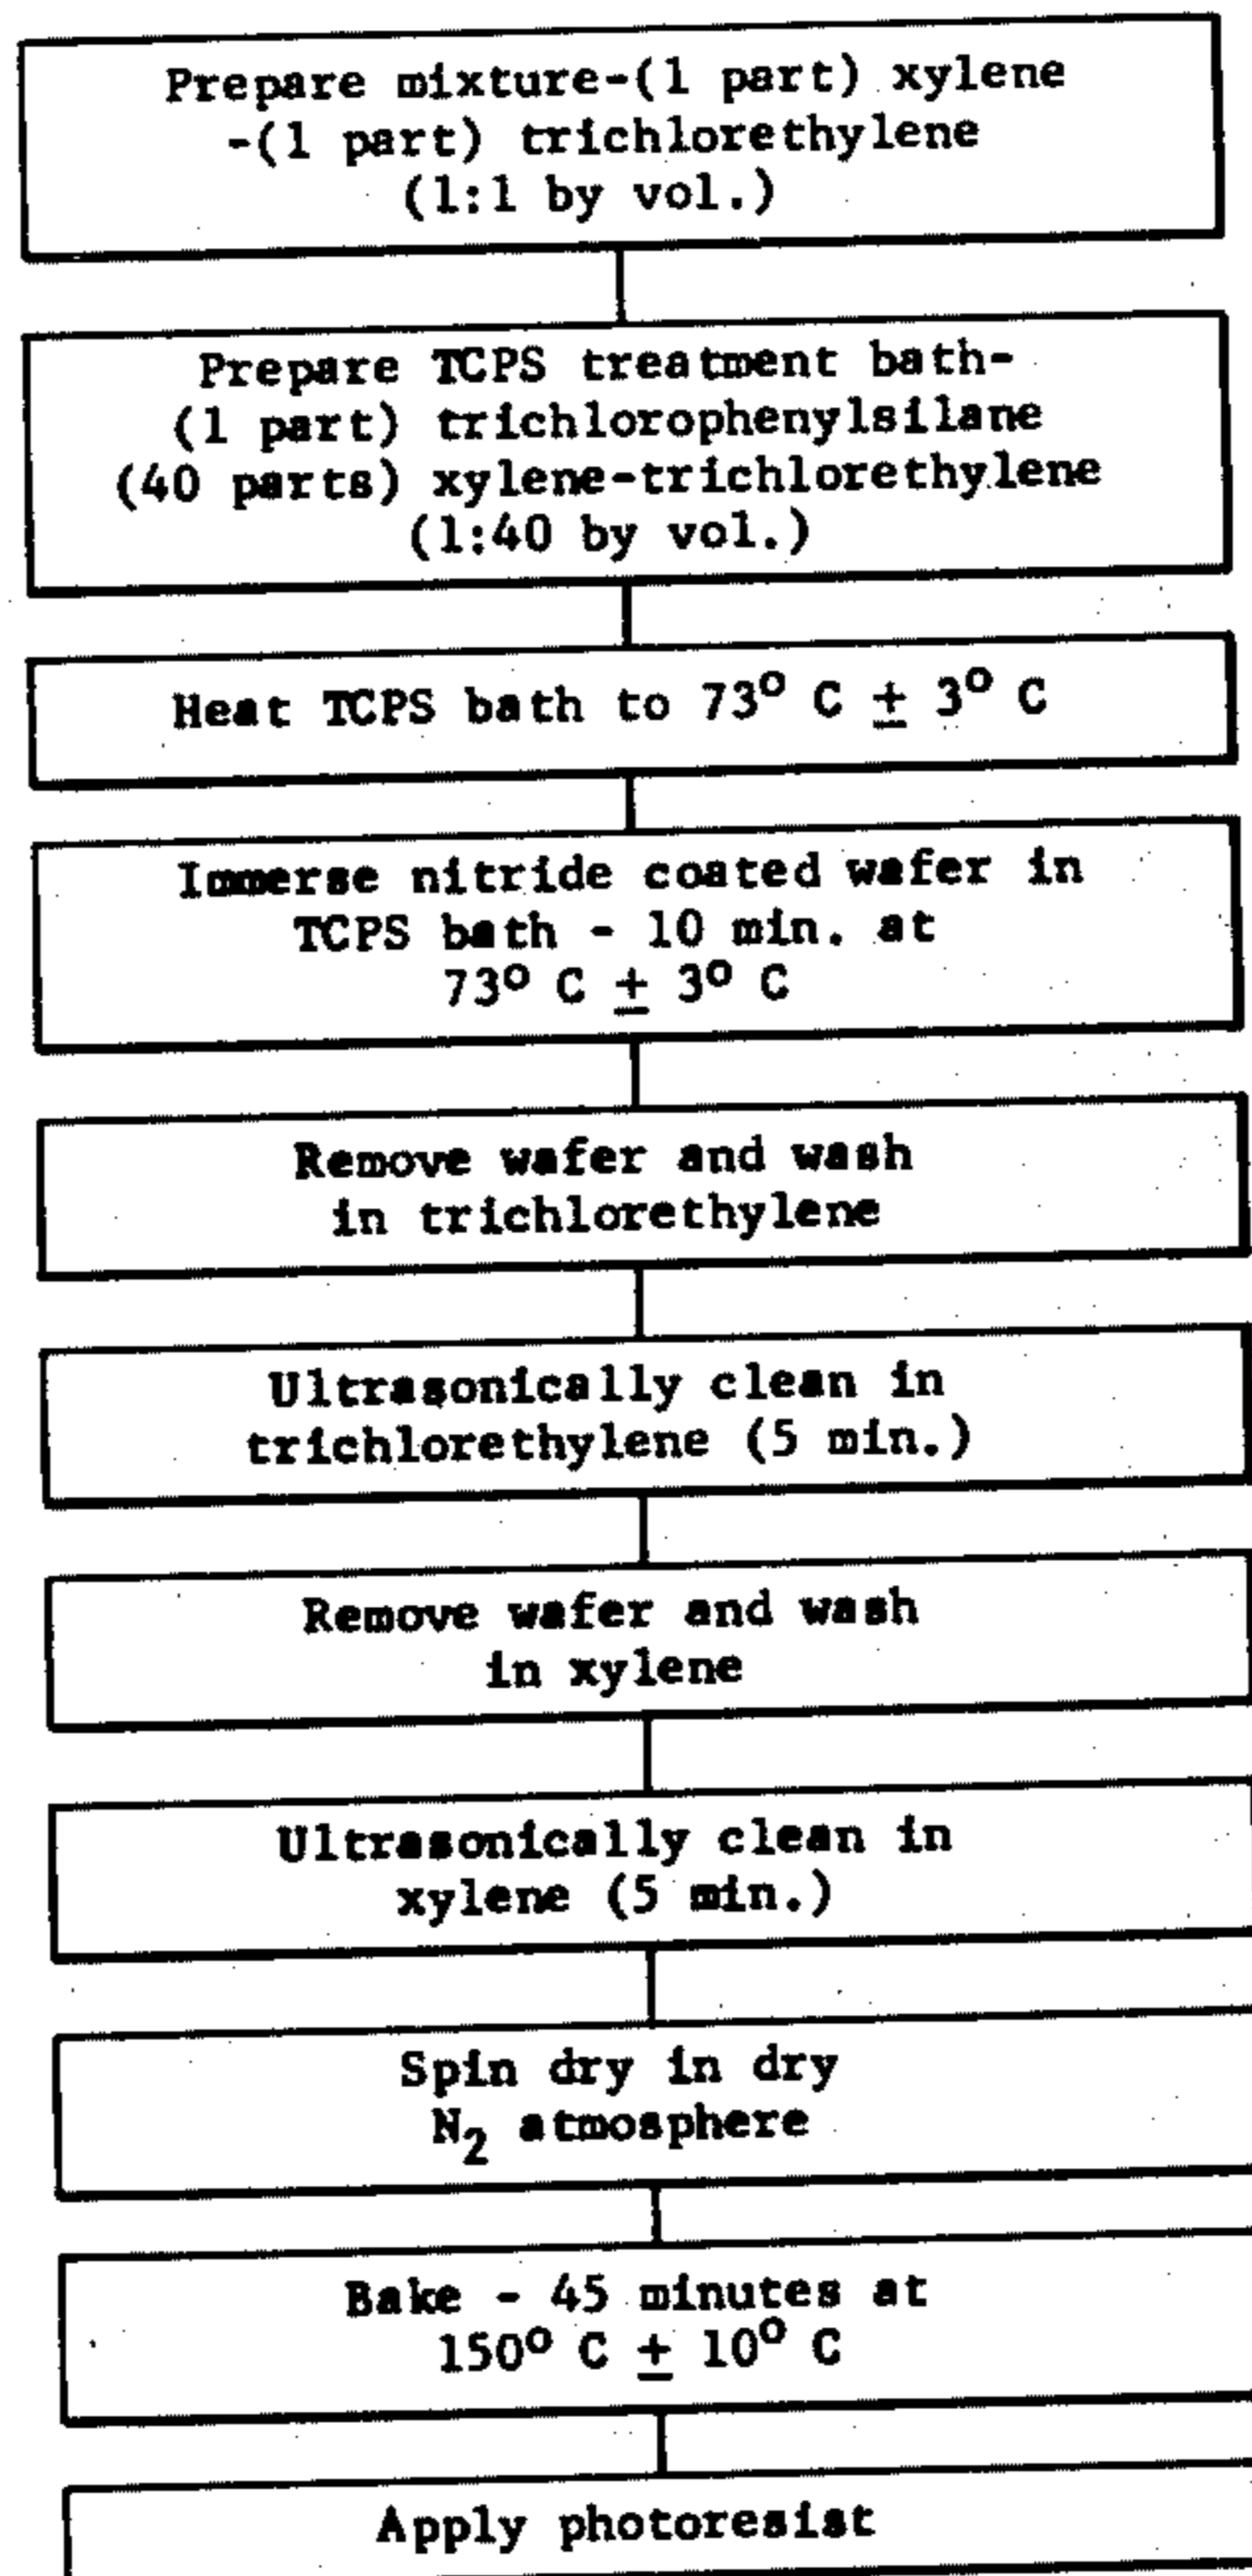 Prepare mixture-(1 part) xylene
-(1 part) trichlorethylene
(1:1 by vol.)
Prepare TCPS treatment bath-
(1 part) trichlorophenylsilane
(40 parts) xylene-trichlorethylene
(1:40 by vol.)
Heat TCPS bath to 73° C ± 3° C
Immerse nitride coated wafer in
TCPS bath - 10 min. at
73° C ± 3° C
Remove wafer and wash
in trichlorethylene
Ultrasonically clean in
trichlorethylene (5 min.)
Remove wafer and wash
in xylene
Ultrasonically clean in
xylene (5 min.)
Spin dry in dry
N₂ atmosphere
Bake - 45 minutes at
150° C ± 10° C
Apply photoresist